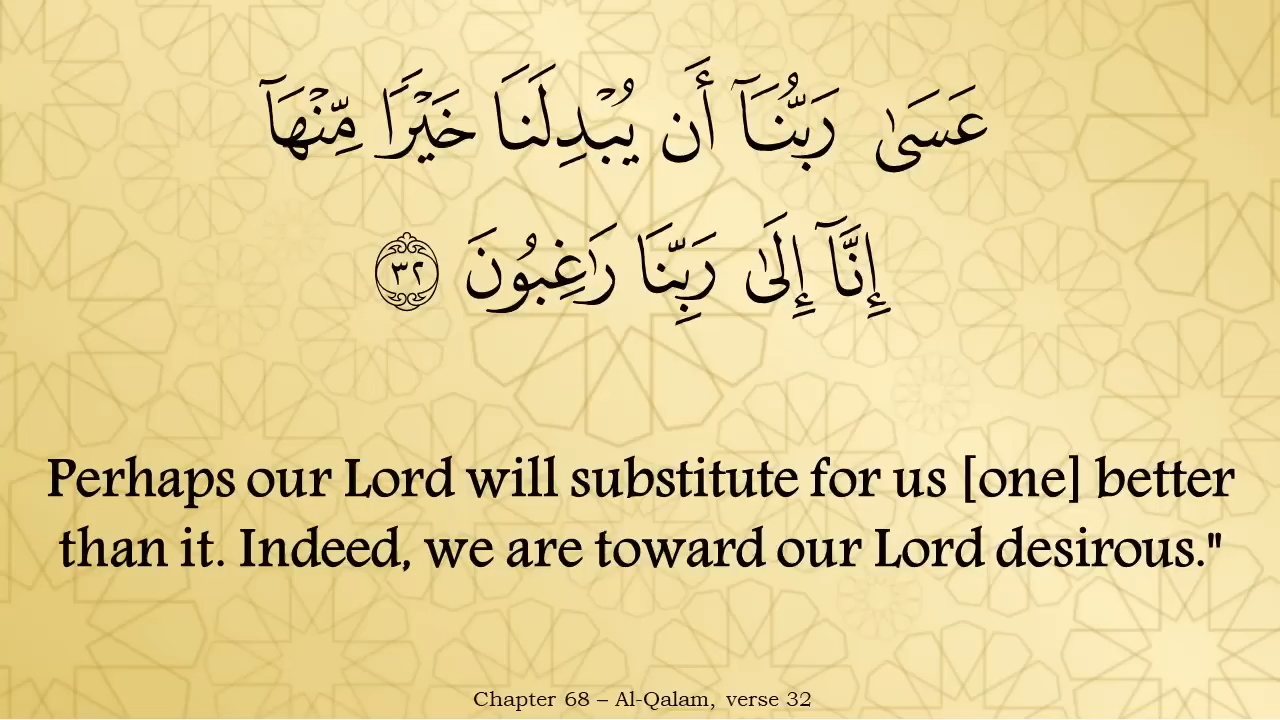 عَسَىٰ رَبُّنَآ أَن يُبْدِلَنَا خَيْرًا مِّنْهَآ
إِنَّآ إِلَىٰ رَبِّنَا رَٰغِبُونَ ٣٢
Perhaps our Lord will substitute for us [one] better
than it. Indeed, we are toward our Lord desirous."
Chapter 68 – Al-Qalam, verse 32